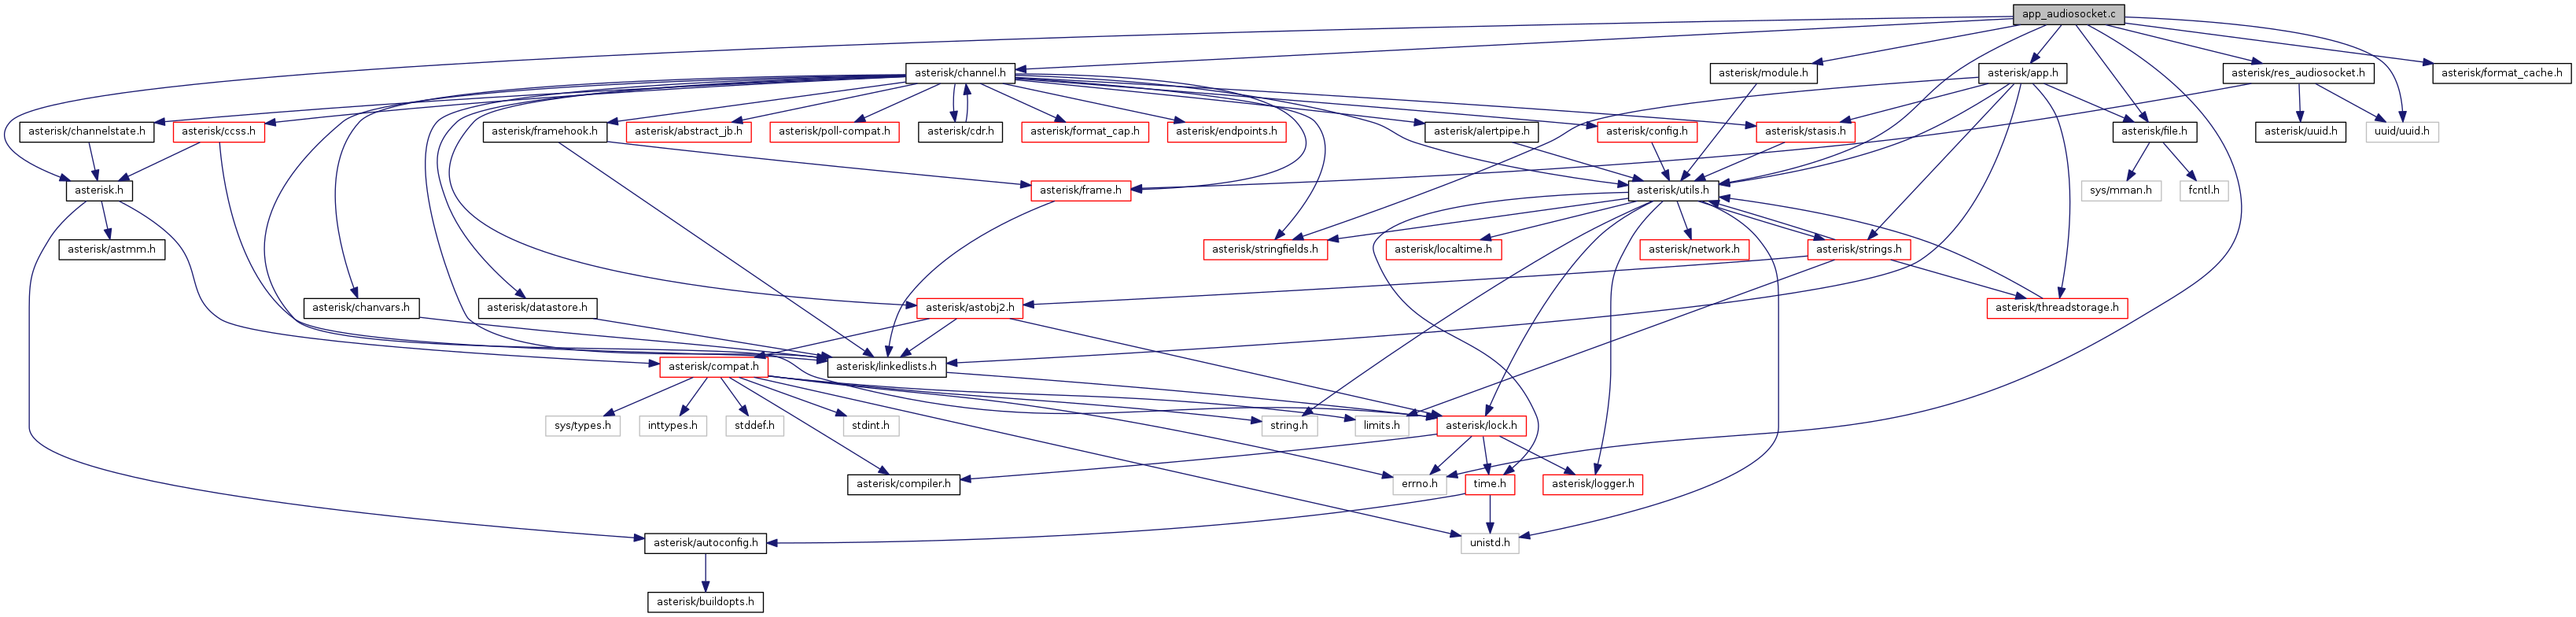 app_audiosocket.c
asterisk/channel.h
asterisk/module.h
asterisk/app.h
asterisk/res_audiosocket.h
asterisk/format_cache.h
asterisk/channelstate.h
asterisk/ccss.h
asterisk/framehook.h
asterisk/abstract_jb.h
asterisk/poll-compat.h
asterisk/cdr.h
asterisk/format_cap.h
asterisk/endpoints.h
asterisk/alertpipe.h
asterisk/config.h
asterisk/stasis.h
asterisk/file.h
asterisk/uuid.h
uuid/uuid.h
asterisk.h
asterisk/frame.h
asterisk/utils.h
sys/mman.h
fcntl.h
asterisk/astmm.h
asterisk/stringfields.h
asterisk/localtime.h
asterisk/network.h
asterisk/strings.h
asterisk/chanvars.h
asterisk/datastore.h
asterisk/astobj2.h
asterisk/threadstorage.h
asterisk/compat.h
asterisk/linkedlists.h
sys/types.h
inttypes.h
stddef.h
stdint.h
string.h
limits.h
asterisk/lock.h
asterisk/compiler.h
errno.h
time.h
asterisk/logger.h
asterisk/autoconfig.h
unistd.h
asterisk/buildopts.h